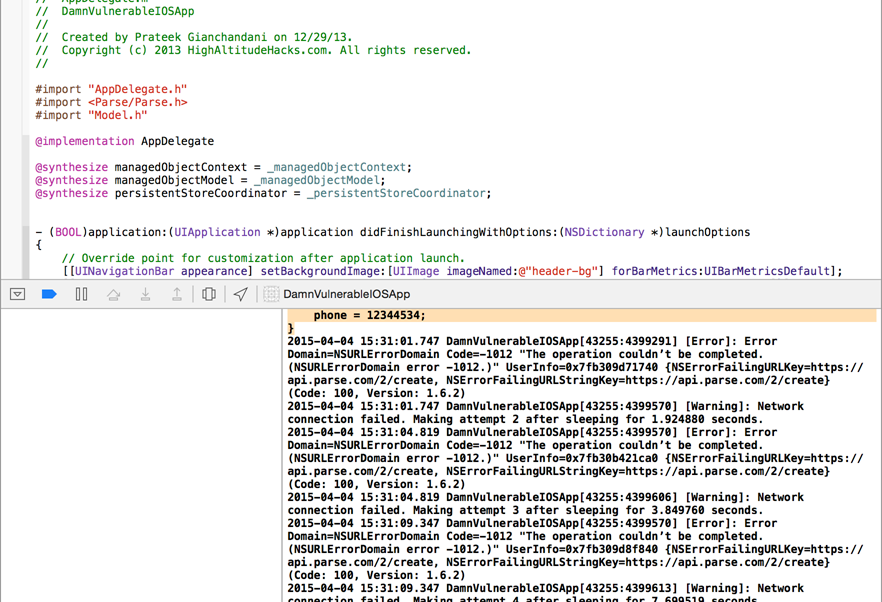 //  AppDelegate.m
//  DamnVulnerableIOSApp
//
//  Created by Prateek Gianchandani on 12/29/13.
//  Copyright (c) 2013 HighAltitudeHacks.com. All rights reserved.
//
#import "AppDelegate.h"
#import <Parse/Parse.h>
#import "Model.h"
@implementation AppDelegate
@synthesize managedObjectContext = _managedObjectContext;
@synthesize managedObjectModel = _managedObjectModel;
@synthesize persistentStoreCoordinator = _persistentStoreCoordinator;
- (BOOL)application:(UIApplication *)application didFinishLaunchingWithOptions:(NSDictionary *)launchOptions
{
    // Override point for customization after application launch.
    [[UINavigationBar appearance] setBackgroundImage:[UIImage imageNamed:@"header-bg"] forBarMetrics:UIBarMetricsDefault];
DamnVulnerableIOSApp
    phone = 12344534;
}
2015-04-04 15:31:01.747 DamnVulnerableIOSApp[43255:4399291] [Error]: Error
Domain=NSURLErrorDomain Code=-1012 "The operation couldn’t be completed.
(NSURLErrorDomain error -1012.)" UserInfo=0x7fb309d71740 {NSErrorFailingURLKey=https://
api.parse.com/2/create, NSErrorFailingURLStringKey=https://api.parse.com/2/create}
(Code: 100, Version: 1.6.2)
2015-04-04 15:31:01.747 DamnVulnerableIOSApp[43255:4399570] [Warning]: Network
connection failed. Making attempt 2 after sleeping for 1.924880 seconds.
2015-04-04 15:31:04.819 DamnVulnerableIOSApp[43255:4399570] [Error]: Error
Domain=NSURLErrorDomain Code=-1012 "The operation couldn’t be completed.
(NSURLErrorDomain error -1012.)" UserInfo=0x7fb30b421ca0 {NSErrorFailingURLKey=https://
api.parse.com/2/create, NSErrorFailingURLStringKey=https://api.parse.com/2/create}
(Code: 100, Version: 1.6.2)
2015-04-04 15:31:04.819 DamnVulnerableIOSApp[43255:4399606] [Warning]: Network
connection failed. Making attempt 3 after sleeping for 3.849760 seconds.
2015-04-04 15:31:09.347 DamnVulnerableIOSApp[43255:4399570] [Error]: Error
Domain=NSURLErrorDomain Code=-1012 "The operation couldn’t be completed.
(NSURLErrorDomain error -1012.)" UserInfo=0x7fb309d8f840 {NSErrorFailingURLKey=https://
api.parse.com/2/create, NSErrorFailingURLStringKey=https://api.parse.com/2/create}
(Code: 100, Version: 1.6.2)
2015-04-04 15:31:09.347 DamnVulnerableIOSApp[43255:4399613] [Warning]: Network
connection failed. Making attempt 4 after sleeping for 7.699519 seconds.